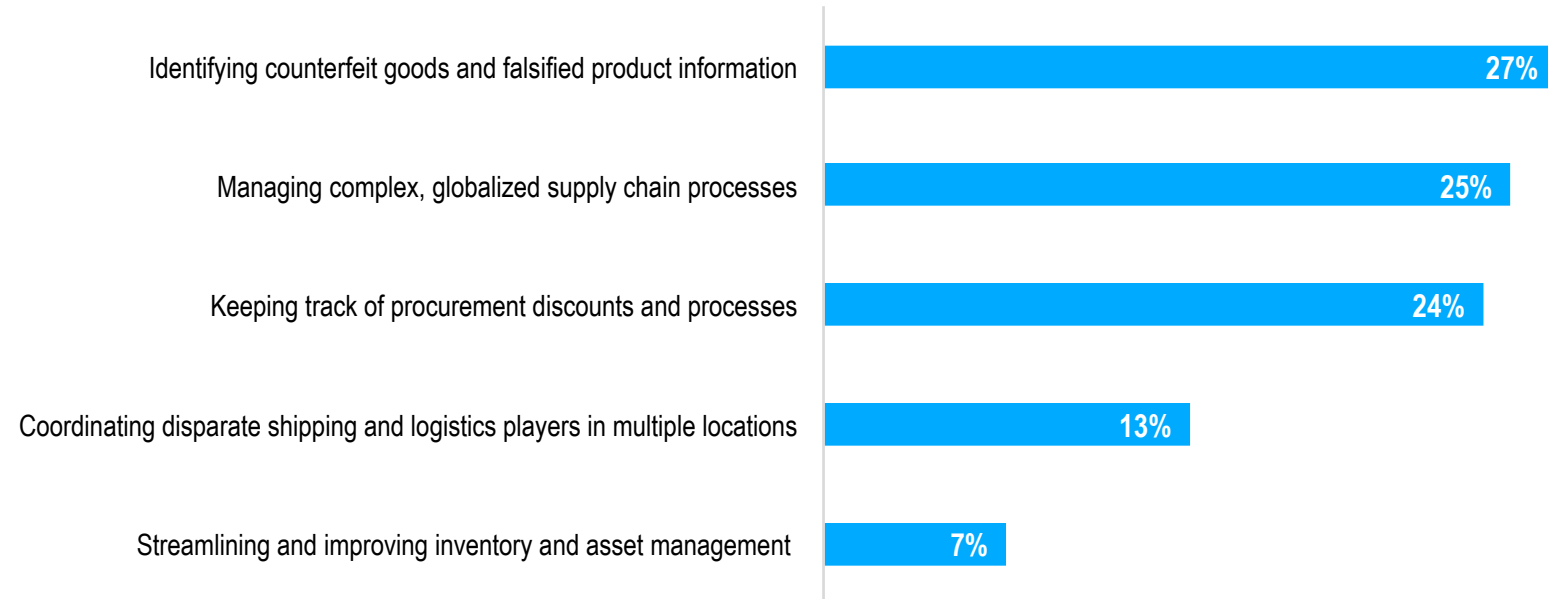 Identifying counterfeit goods and falsified product information 27%
Managing complex, globalized supply chain processes 25%
Keeping track of procurement discounts and processes 24%
Coordinating disparate shipping and logistics players in multiple locations 13%
Streamlining and improving inventory and asset management 7%